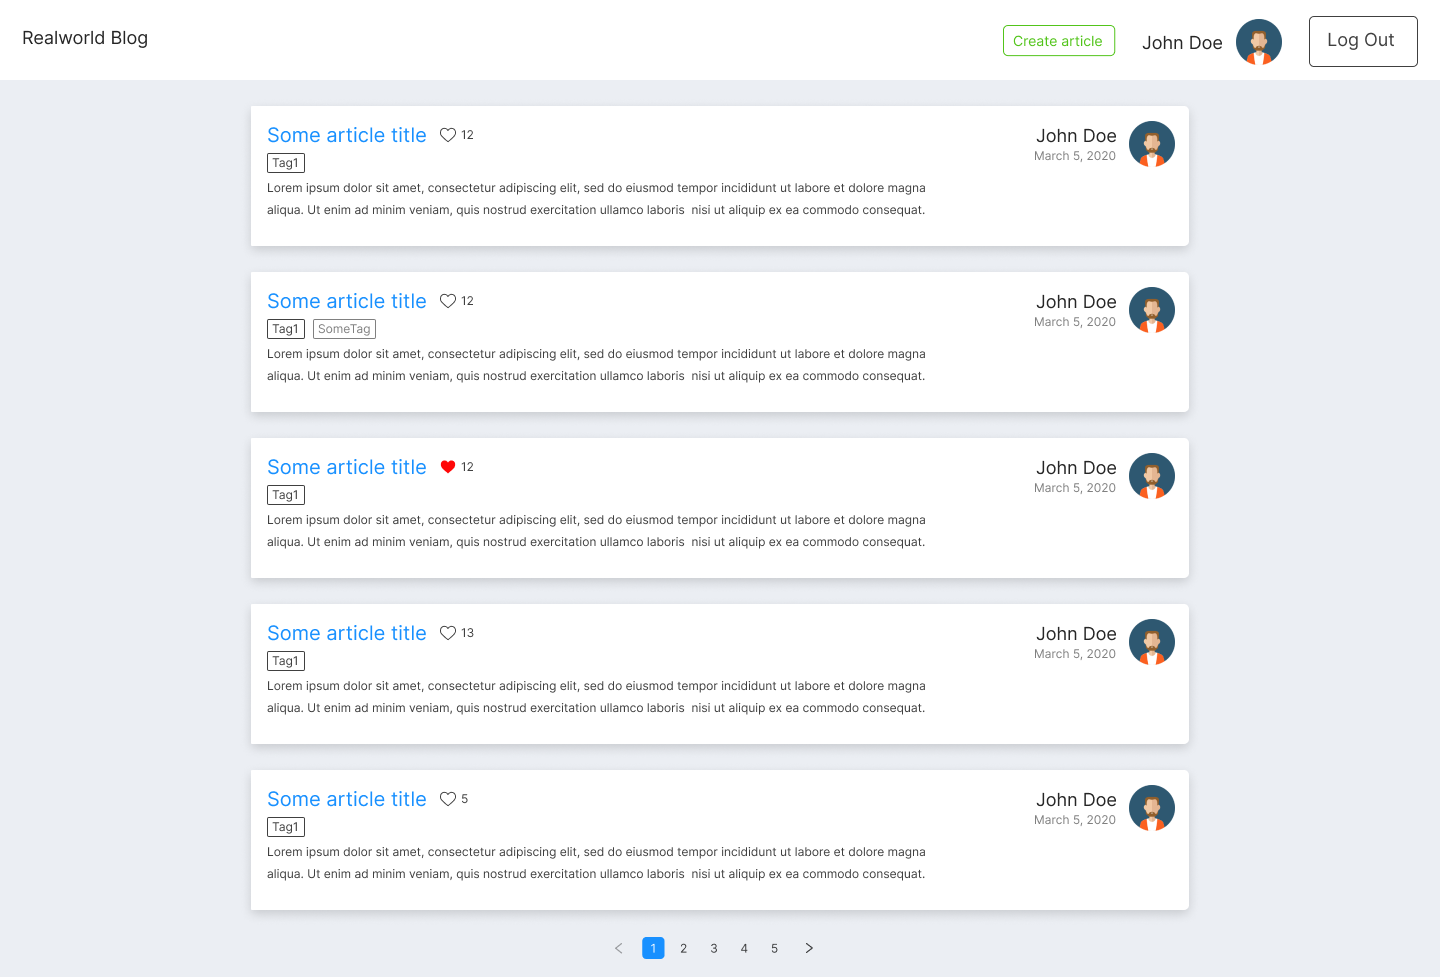 Realworld Blog
Create article
John Doe
Log Out
Some article title 12
John Doe
March 5, 2020
Tag1
Lorem ipsum dolor sit amet, consectetur adipiscing elit, sed do eiusmod tempor incididunt ut labore et dolore magna
aliqua. Ut enim ad minim veniam, quis nostrud exercitation ullamco laboris  nisi ut aliquip ex ea commodo consequat.
Some article title 12
John Doe
March 5, 2020
Tag1 SomeTag
Lorem ipsum dolor sit amet, consectetur adipiscing elit, sed do eiusmod tempor incididunt ut labore et dolore magna
aliqua. Ut enim ad minim veniam, quis nostrud exercitation ullamco laboris  nisi ut aliquip ex ea commodo consequat.
Some article title 12
John Doe
March 5, 2020
Tag1
Lorem ipsum dolor sit amet, consectetur adipiscing elit, sed do eiusmod tempor incididunt ut labore et dolore magna
aliqua. Ut enim ad minim veniam, quis nostrud exercitation ullamco laboris  nisi ut aliquip ex ea commodo consequat.
Some article title 13
John Doe
March 5, 2020
Tag1
Lorem ipsum dolor sit amet, consectetur adipiscing elit, sed do eiusmod tempor incididunt ut labore et dolore magna
aliqua. Ut enim ad minim veniam, quis nostrud exercitation ullamco laboris  nisi ut aliquip ex ea commodo consequat.
Some article title 5
John Doe
March 5, 2020
Tag1
Lorem ipsum dolor sit amet, consectetur adipiscing elit, sed do eiusmod tempor incididunt ut labore et dolore magna
aliqua. Ut enim ad minim veniam, quis nostrud exercitation ullamco laboris  nisi ut aliquip ex ea commodo consequat.
1 2 3 4 5